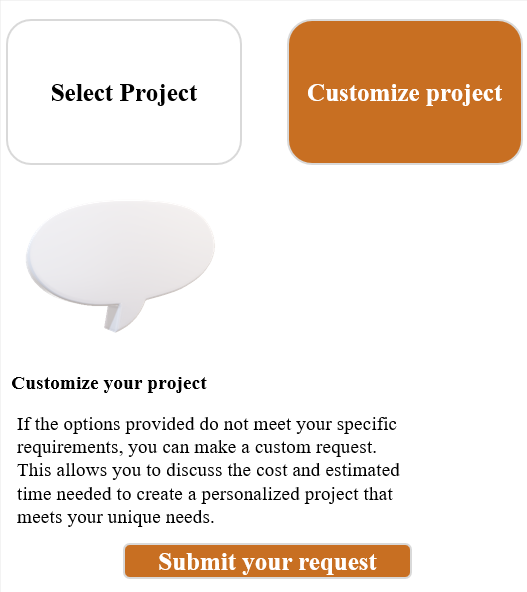 Select Project
Customize project
Customize your project
If the options provided do not meet your specific
requirements, you can make a custom request.
This allows you to discuss the cost and estimated
time needed to create a personalized project that
meets your unique needs.
Submit your request